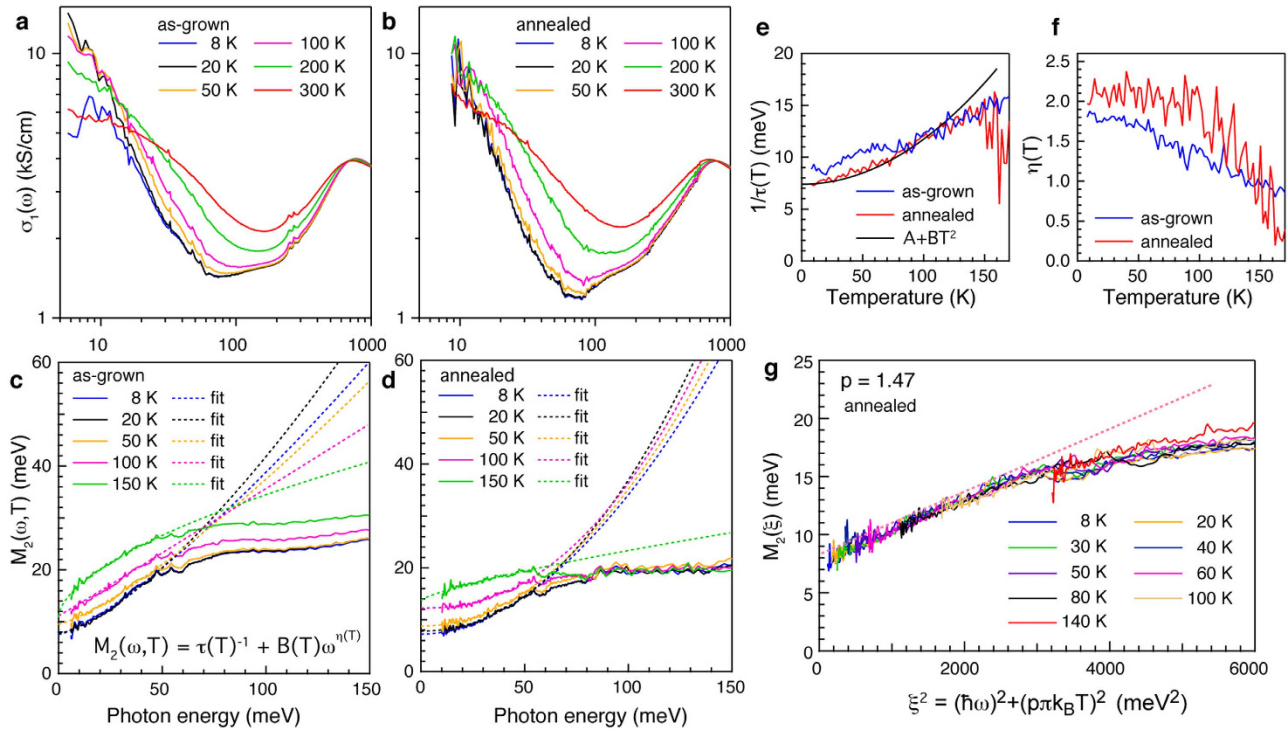 a
as-grown
8 K
20 K
50 K
100 K
200 K
300 K
σ₁(ω) (kS/cm)
10
1
10
100
1000
b
annealed
8 K
20 K
50 K
100 K
200 K
300 K
10
1
10
100
1000
c
as-grown
8 K
20 K
50 K
100 K
150 K
fit
fit
fit
fit
fit
M₂(ω,T) = τ(T)⁻¹ + B(T)ω^η(T)
M₂(ω,T) (meV)
60
40
20
0
0
50
100
150
Photon energy (meV)
d
annealed
8 K
20 K
50 K
100 K
150 K
fit
fit
fit
fit
fit
60
40
20
0
0
50
100
150
Photon energy (meV)
e
1/τ(T) (meV)
20
15
10
5
0
as-grown
annealed
A+BT²
0
50
100
150
Temperature (K)
f
η(T)
2.5
2.0
1.5
1.0
0.5
0.0
as-grown
annealed
0
50
100
150
Temperature (K)
g
p = 1.47
annealed
M₂(ξ) (meV)
25
20
15
10
5
0
8 K
30 K
50 K
80 K
140 K
20 K
40 K
60 K
100 K
0
2000
4000
6000
ξ² = (ħω)²+(pπk_BT)² (meV²)